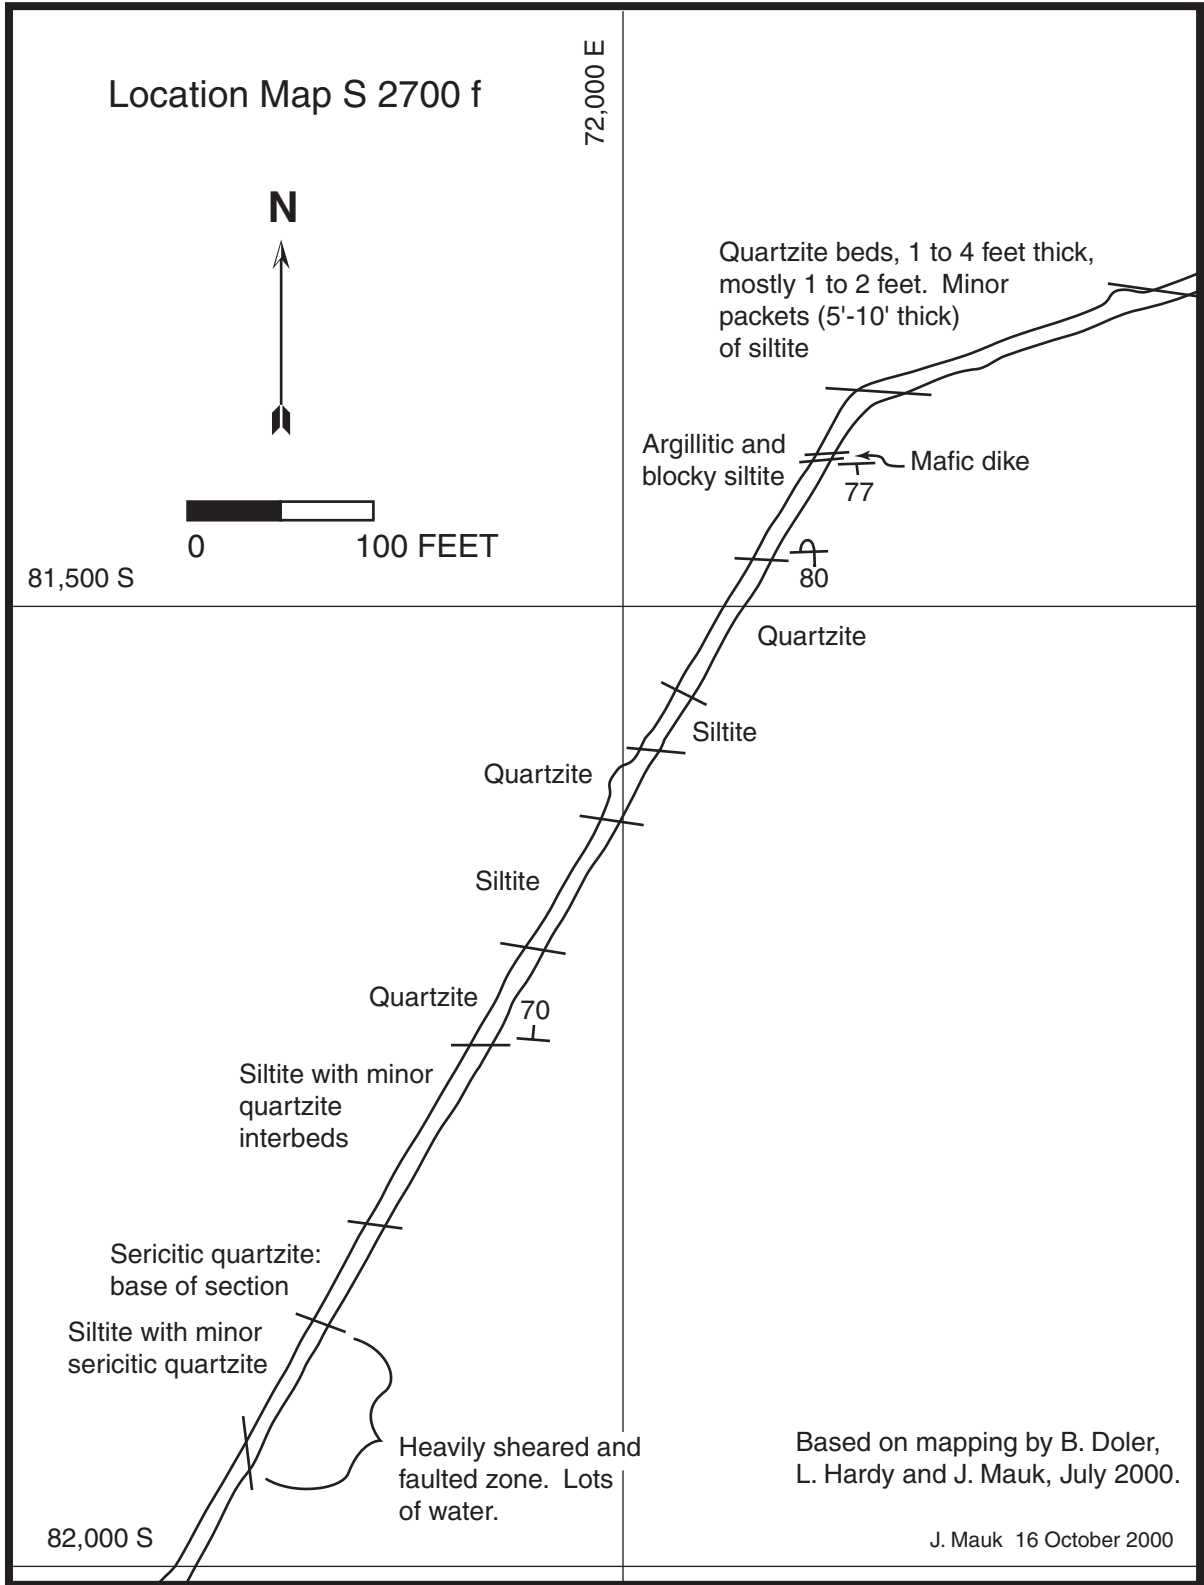 Location Map S 2700 f
72,000 E
N
0 100 FEET
81,500 S
Quartzite beds, 1 to 4 feet thick,
mostly 1 to 2 feet.  Minor
packets (5'-10' thick)
of siltite
Argillitic and
blocky siltite
Mafic dike
77
80
Quartzite
Siltite
Quartzite
Siltite
Quartzite
70
Siltite with minor
quartzite
interbeds
Sericitic quartzite:
base of section
Siltite with minor
sericitic quartzite
Heavily sheared and
faulted zone.  Lots
of water.
Based on mapping by B. Doler,
L. Hardy and J. Mauk, July 2000.
82,000 S
J. Mauk  16 October 2000